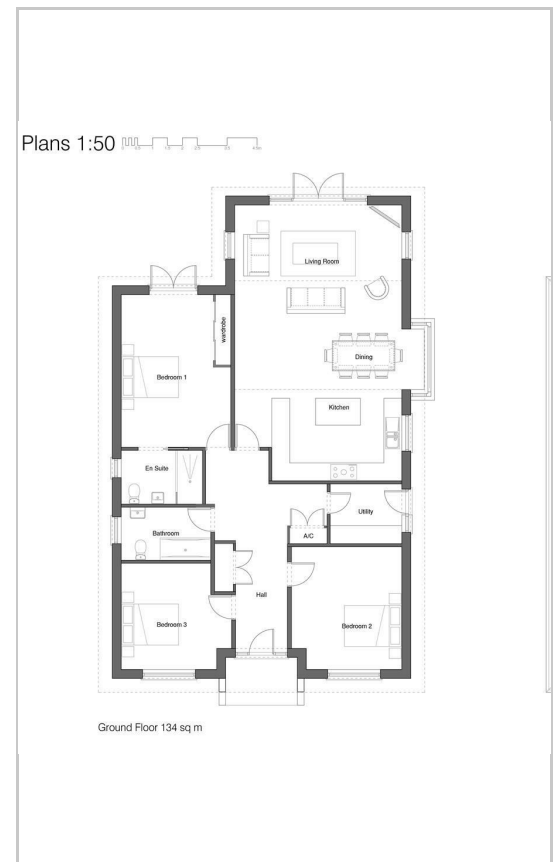 Plans 1:50
Living Room
Dining
wardrobe
Bedroom 1
Kitchen
En Suite
Utility
Bathroom
A/C
Hall
Bedroom 3
Bedroom 2
Ground Floor 134 sq m